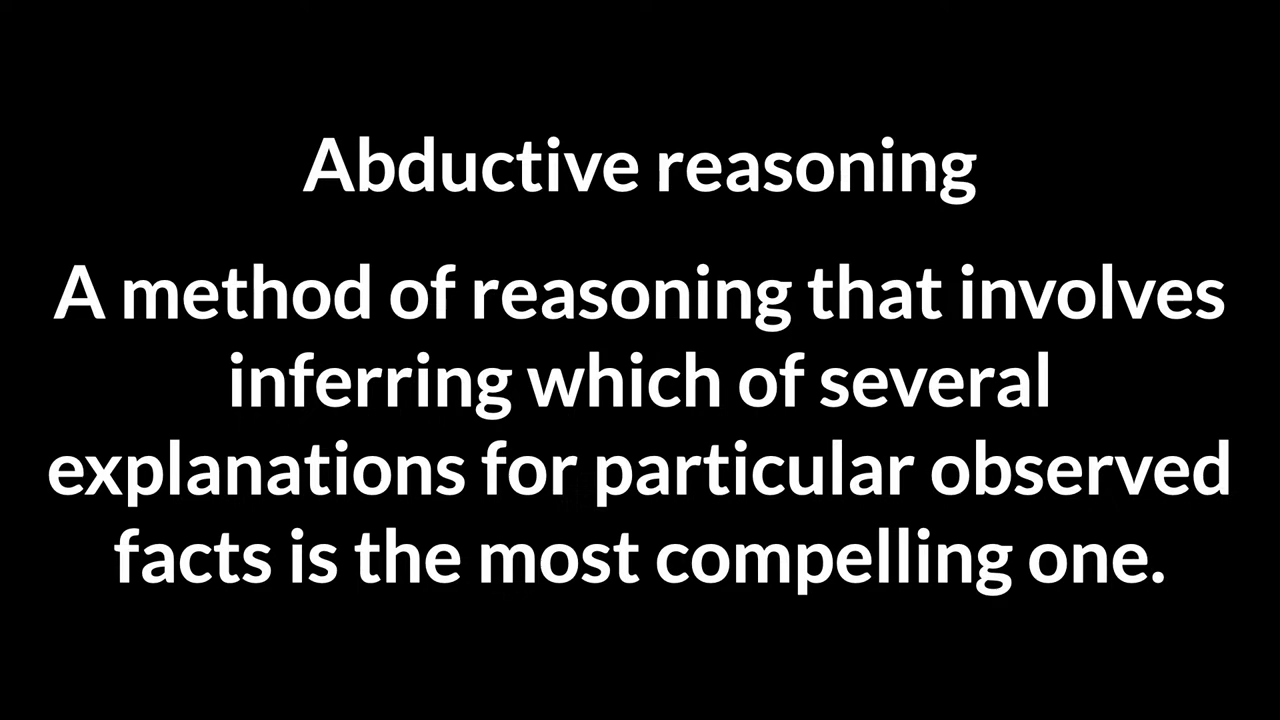 Abductive reasoning
A method of reasoning that involves
inferring which of several
explanations for particular observed
facts is the most compelling one.